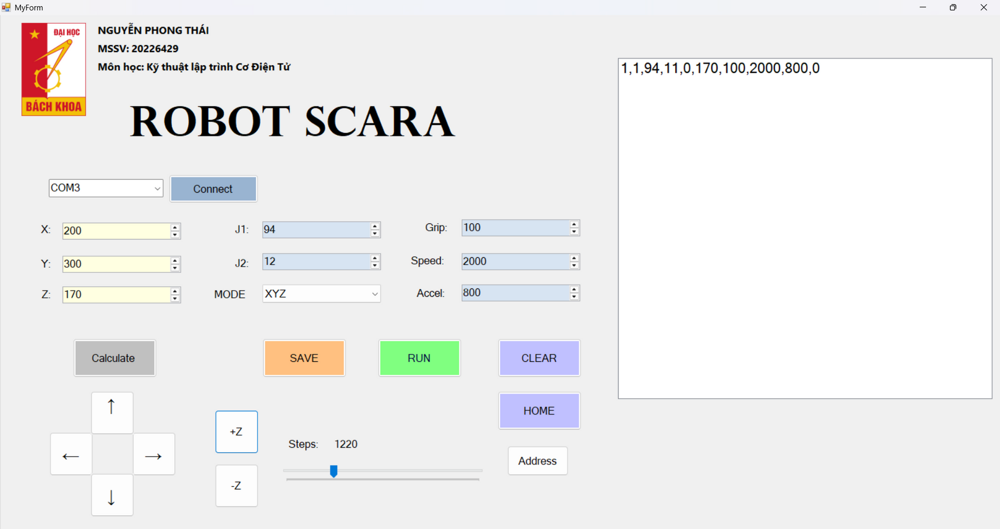 MyForm
ĐẠI HỌC
BÁCH KHOA
NGUYỄN PHONG THÁI
MSSV: 20226429
Môn học: Kỹ thuật lập trình Cơ Điện Tử
ROBOT SCARA
1,1,94,11,0,170,100,2000,800,0
COM3
Connect
X: 200
J1: 94
Grip: 100
Y: 300
J2: 12
Speed: 2000
Z: 170
MODE XYZ
Accel: 800
Calculate
SAVE
RUN
CLEAR
↑
HOME
+Z
←
→
Steps: 1220
Address
↓
-Z